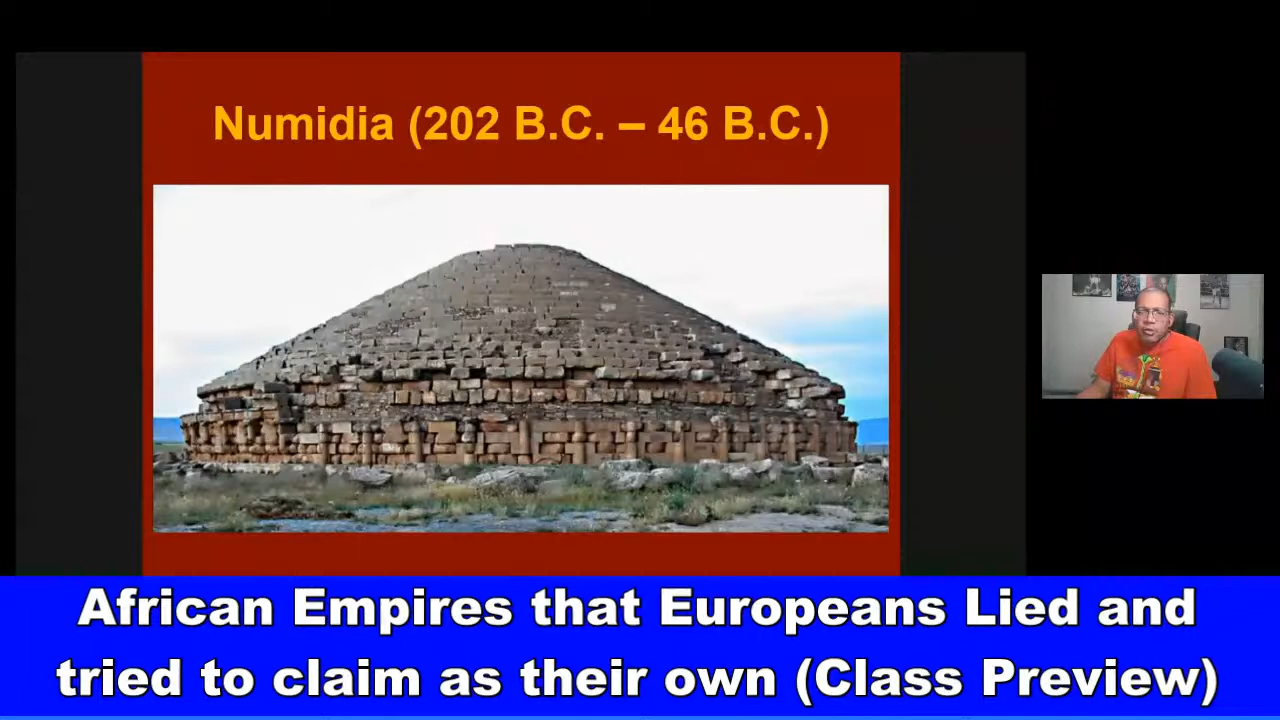 Numidia (202 B.C. – 46 B.C.)
African Empires that Europeans Lied and
tried to claim as their own (Class Preview)